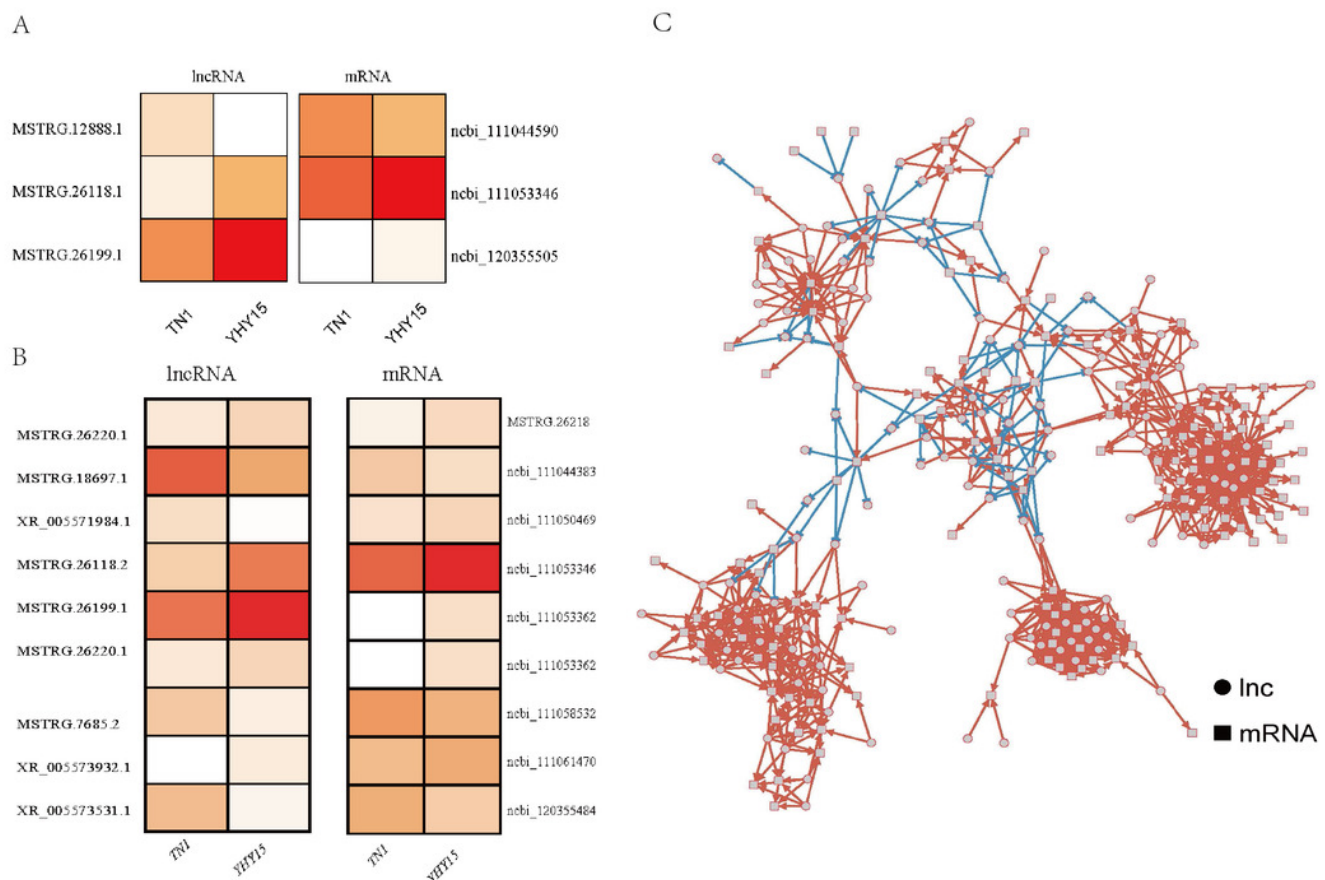 A
lncRNA mRNA
MSTRG.12888.1 ncbi_111044590
MSTRG.26118.1 ncbi_111053346
MSTRG.26199.1 ncbi_120355505
TN1 YHY15 TN1 YHY15
B
lncRNA mRNA
MSTRG.26220.1 MSTRG.26218
MSTRG.18697.1 ncbi_111044383
XR_005571984.1 ncbi_111050469
MSTRG.26118.2 ncbi_111053346
MSTRG.26199.1 ncbi_111053362
MSTRG.26220.1 ncbi_111053362
MSTRG.7685.2 ncbi_111058532
XR_005573932.1 ncbi_111061470
XR_005573531.1 ncbi_120355484
TN1 YHY15 TN1 YHY15
C
lnc
mRNA